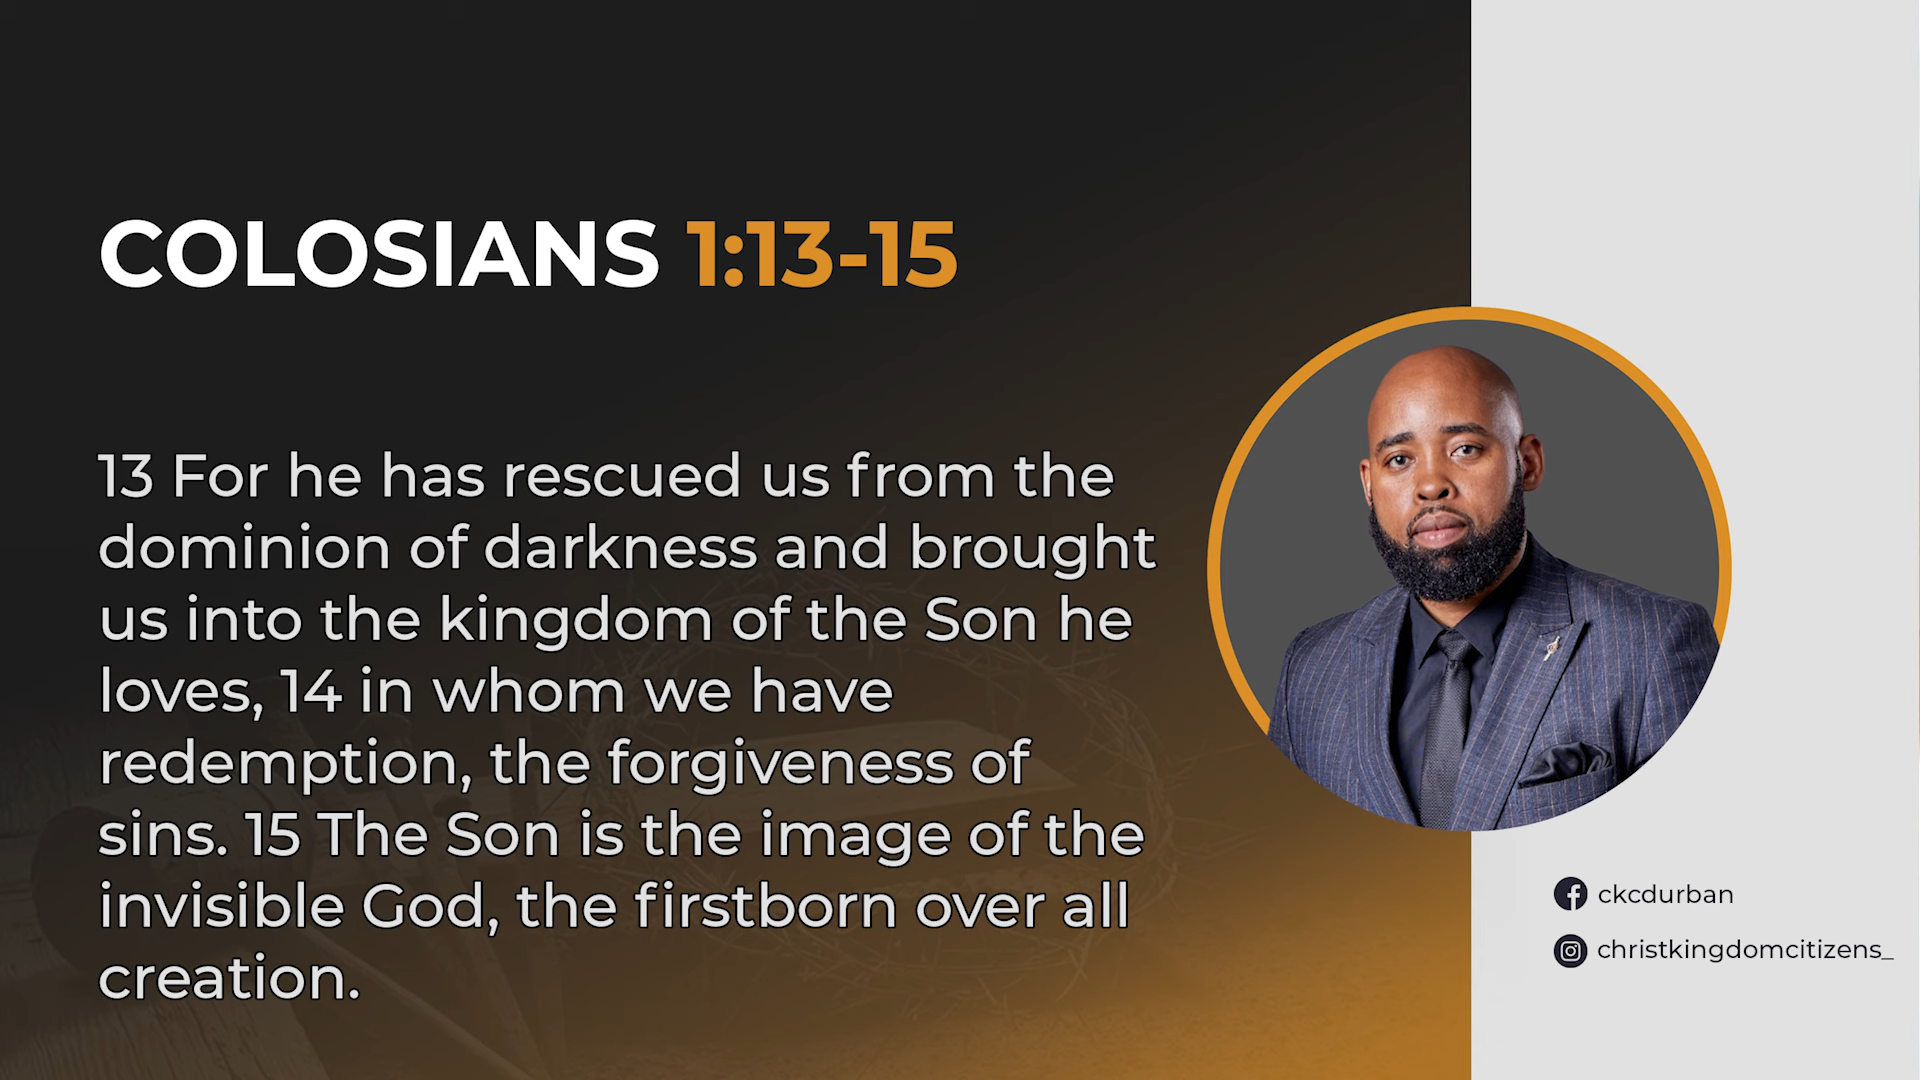 COLOSIANS 1:13-15
13 For he has rescued us from the
dominion of darkness and brought
us into the kingdom of the Son he
loves, 14 in whom we have
redemption, the forgiveness of
sins. 15 The Son is the image of the
invisible God, the firstborn over all
creation.
ckcdurban
christkingdomcitizens_